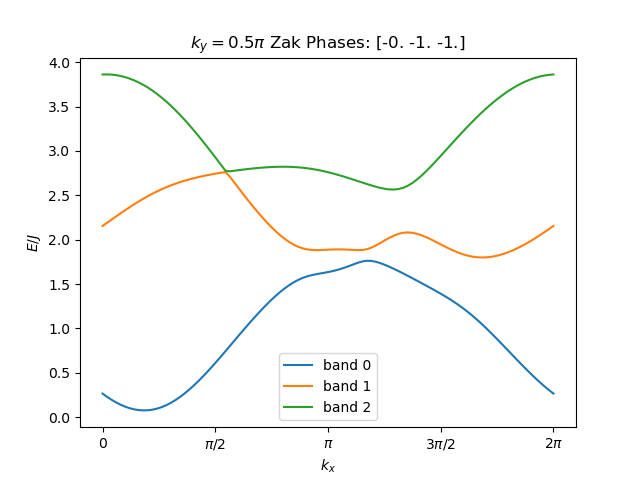 $k_y = 0.5\pi$ Zak Phases: [-0. -1. -1.]
4.0
3.5
3.0
2.5
2.0
1.5
1.0
0.5
0.0
E/J
band 0
band 1
band 2
0
π/2
π
3π/2
2π
$k_x$